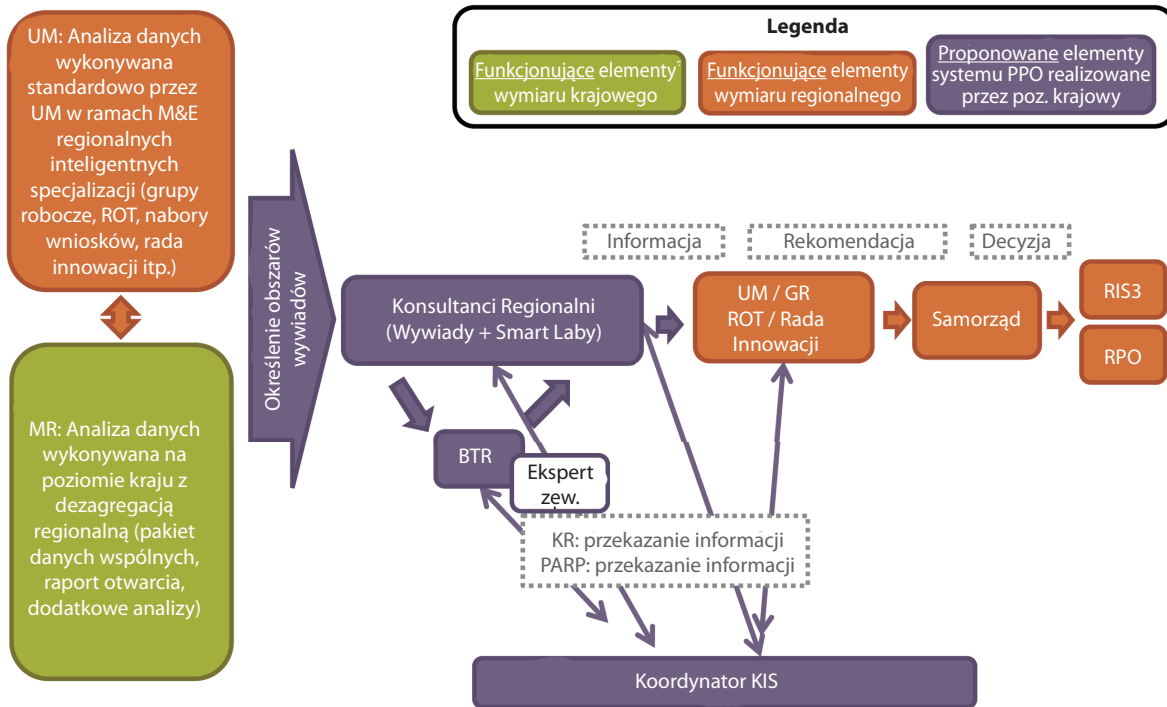 UM: Analiza danych
wykonywana
standardowo przez
UM w ramach M&E
regionalnych
inteligentnych
specjalizacji (grupy
robocze, ROT, nabory
wniosków, rada
innowacji itp.)
MR: Analiza danych
wykonywana na
poziomie kraju z
dezagregacją
regionalną (pakiet
danych wspólnych,
raport otwarcia,
dodatkowe analizy)
Legenda
Funkcjonujące elementy
wymiaru krajowego
Funkcjonujące elementy
wymiaru regionalnego
Proponowane elementy
systemu PPO realizowane
przez poz. krajowy
Określenie obszarów
wywiadów
Informacja
Rekomendacja
Decyzja
Konsultanci Regionalni
(Wywiady + Smart Laby)
UM / GR
ROT / Rada
Innowacji
Samorząd
RIS3
RPO
BTR
Ekspert
zew.
KR: przekazanie informacji
PARP: przekazanie informacji
Koordynator KIS